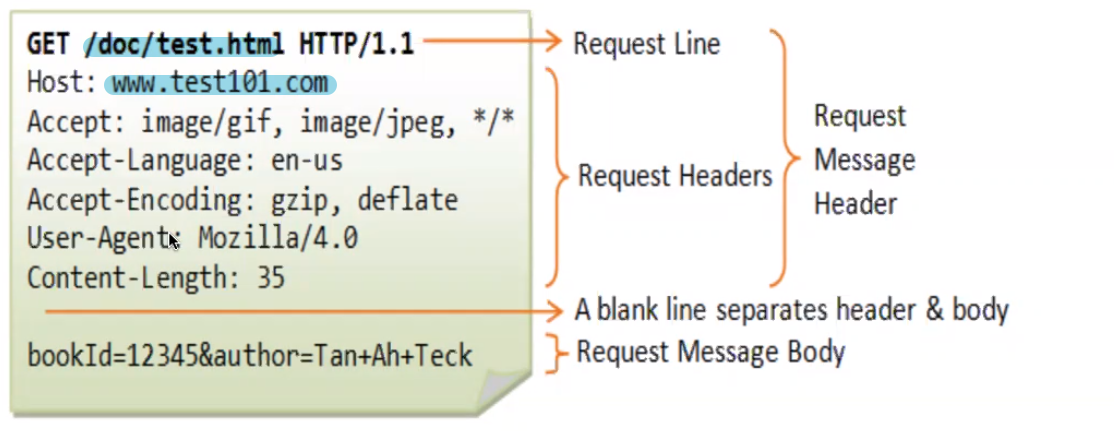 GET /doc/test.html HTTP/1.1
Request Line
Host: www.test101.com
Accept: image/gif, image/jpeg, */*
Accept-Language: en-us
Accept-Encoding: gzip, deflate
User-Agent: Mozilla/4.0
Content-Length: 35
Request Headers
Request
Message
Header
A blank line separates header & body
bookId=12345&author=Tan+Ah+Teck
Request Message Body